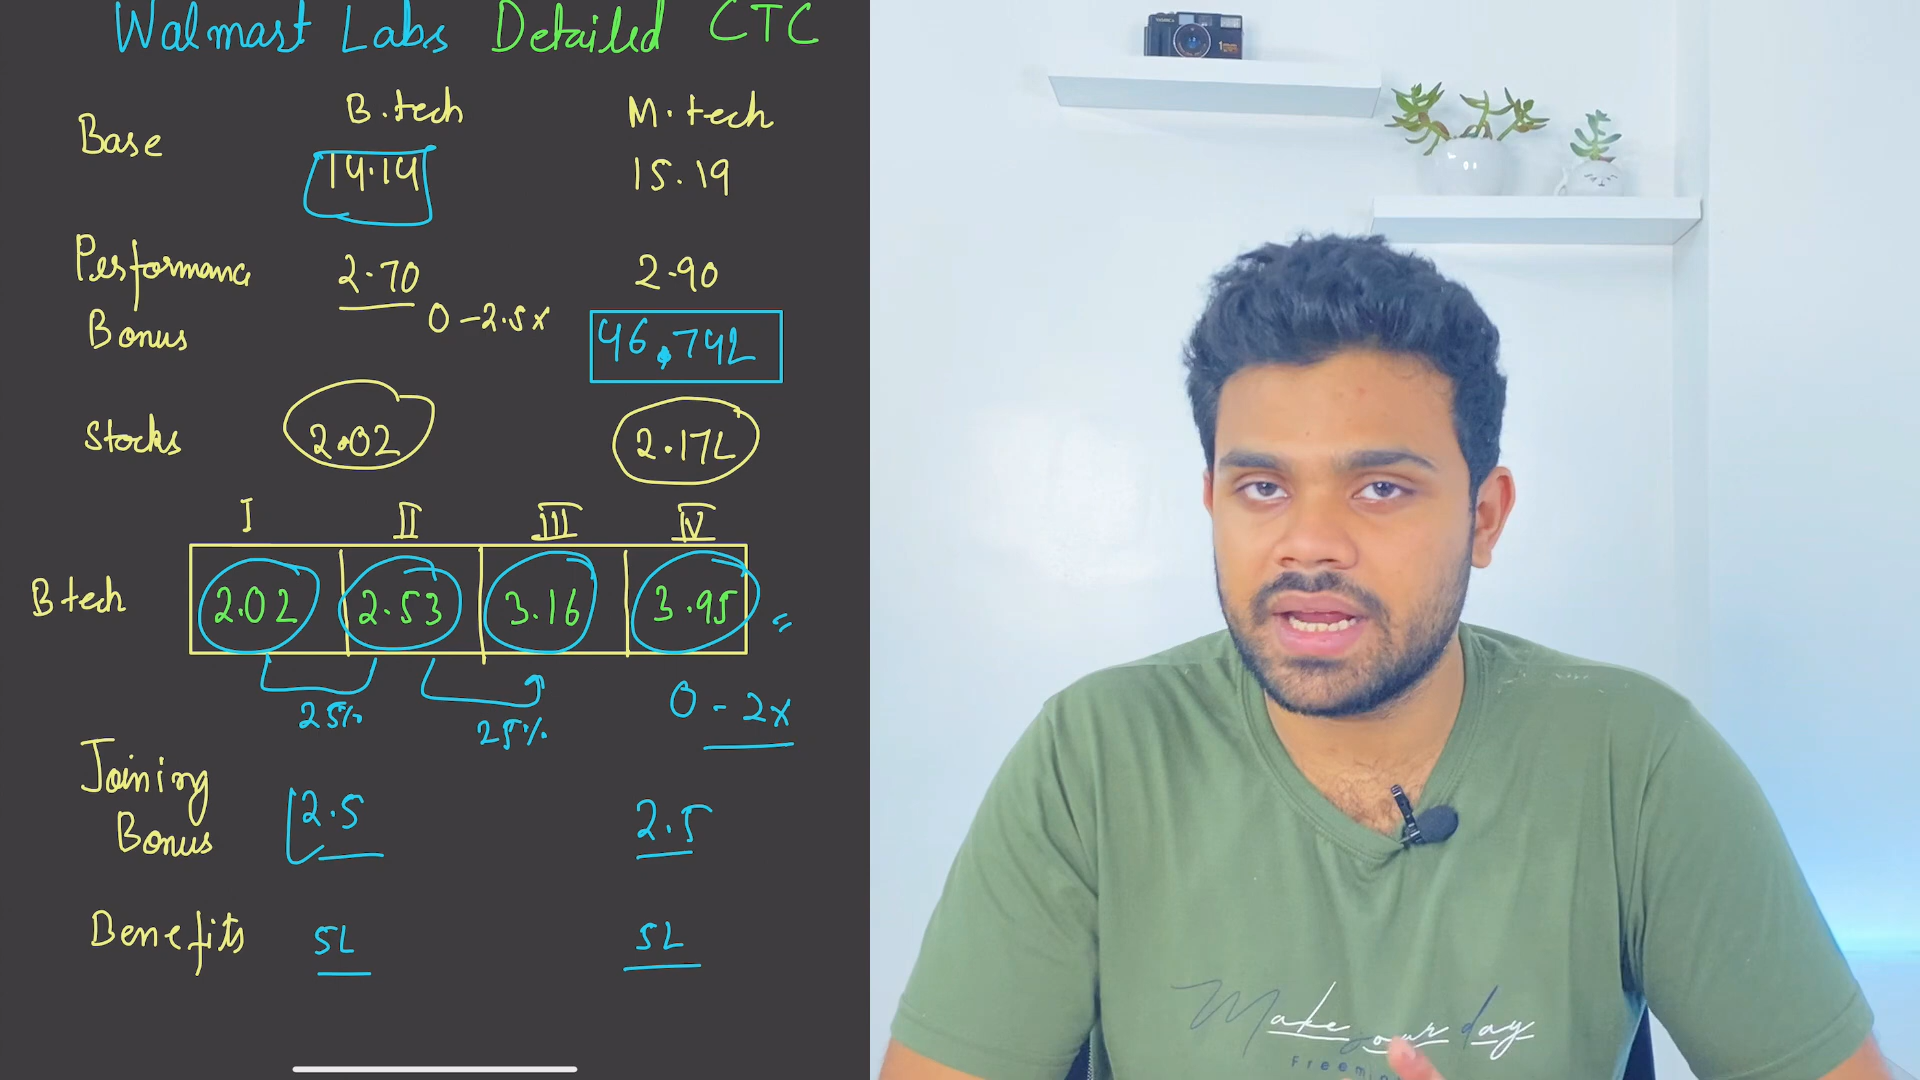 Walmart Labs Detailed CTC
B.tech M.tech
Base
14.14 15.19
Performance 2.70 2.90
Bonus 0-2.5x 46.74L
Stocks 2.02 2.17L
I II III IV
Btech 2.02 2.53 3.16 3.95
25% 25% 0-2x
Joining
Bonus 2.5 2.5
Benefits 5L 5L
YASHICA
Make your day